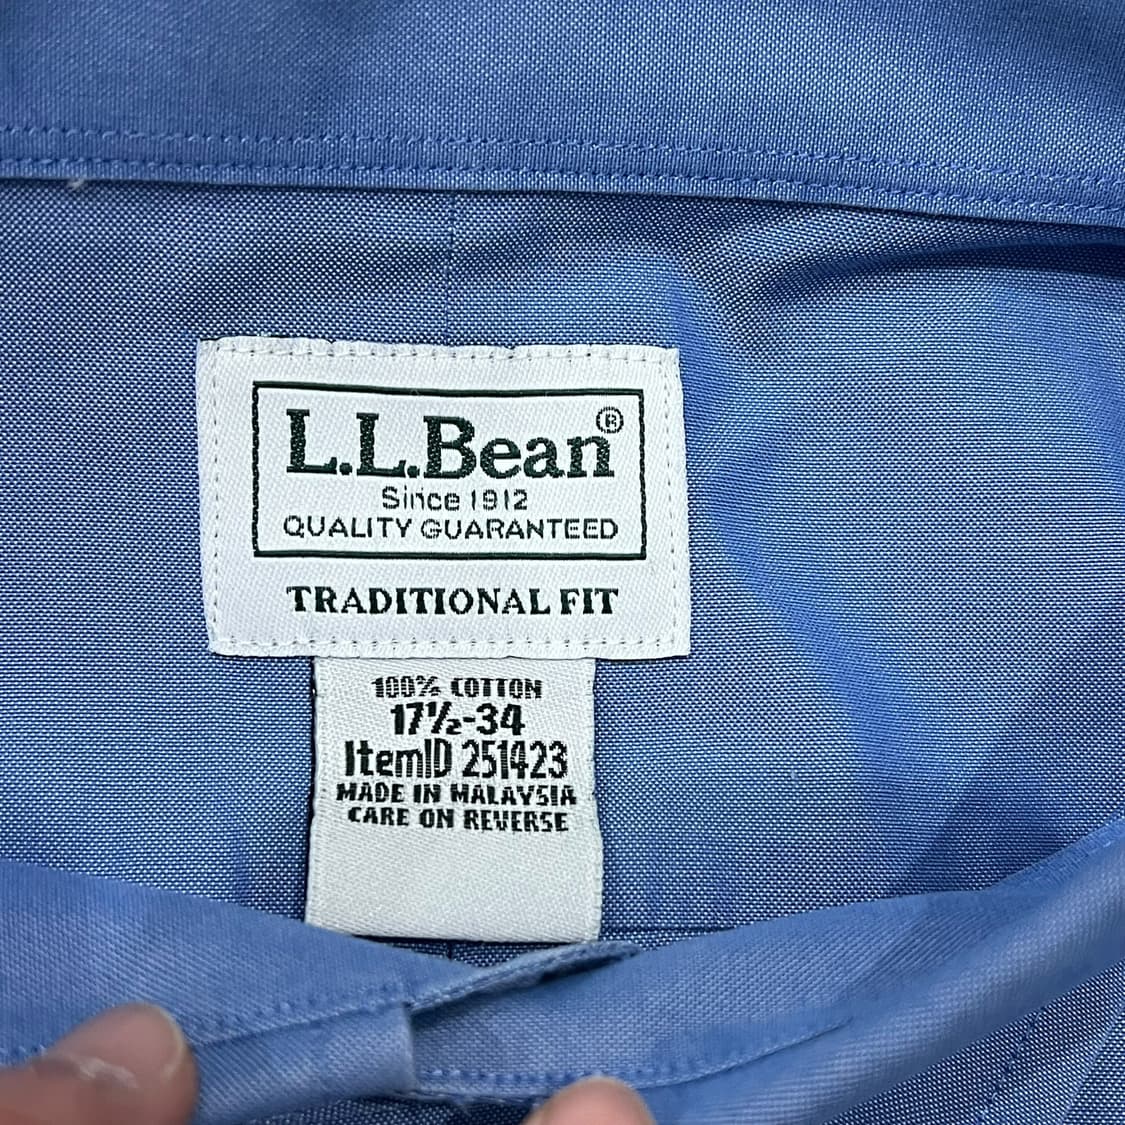 L.L.Bean®
Since 1912
QUALITY GUARANTEED
TRADITIONAL FIT
100% COTTON
17½-34
ItemID 251423
MADE IN MALAYSIA
CARE ON REVERSE